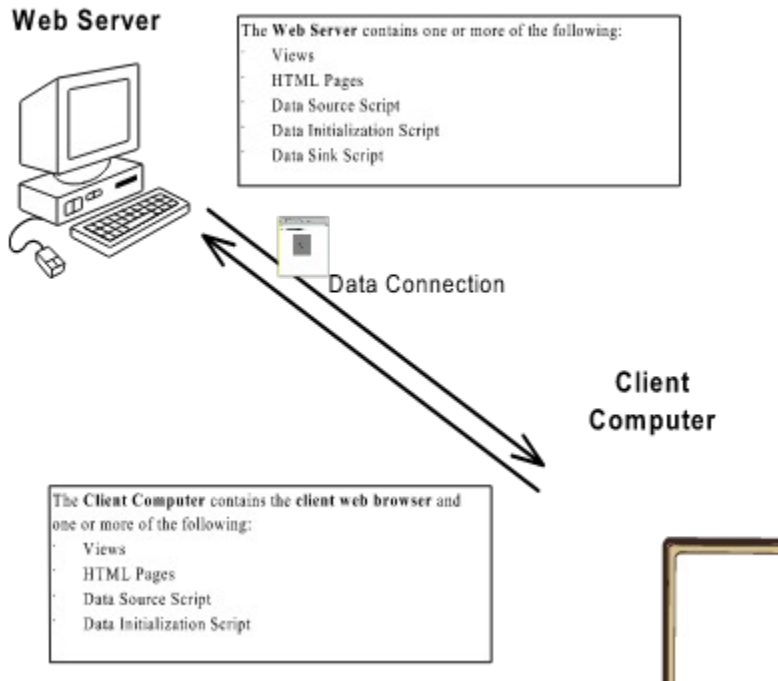 Web Server
The Web Server contains one or more of the following:
Views
HTML Pages
Data Source Script
Data Initialization Script
Data Sink Script
Data Connection
Client
Computer
The Client Computer contains the client web browser and
one or more of the following:
Views
HTML Pages
Data Source Script
Data Initialization Script